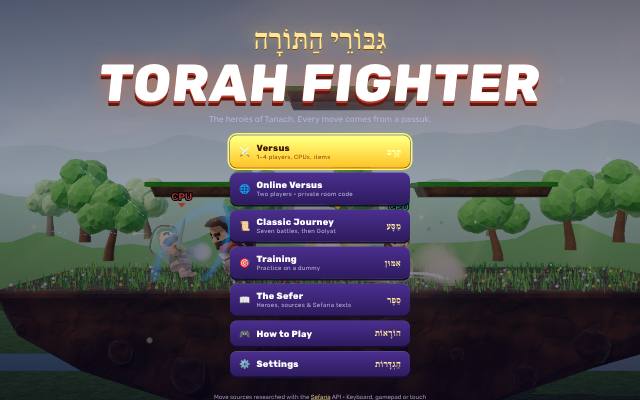 גִּבּוֹרֵי הַתּוֹרָה
TORAH FIGHTER
The heroes of Tanach. Every move comes from a passuk.
Versus
1–4 players, CPUs, items
קְרָב
CPU
Online Versus
Two players • private room code
Classic Journey
Seven battles, then Golyat
מַסָּע
Training
Practice on a dummy
אִמּוּן
The Sefer
Heroes, sources & Sefaria texts
סֵפֶר
How to Play
הוֹרָאוֹת
Settings
הַגְדָּרוֹת
Move sources researched with the Sefaria API • Keyboard, gamepad or touch